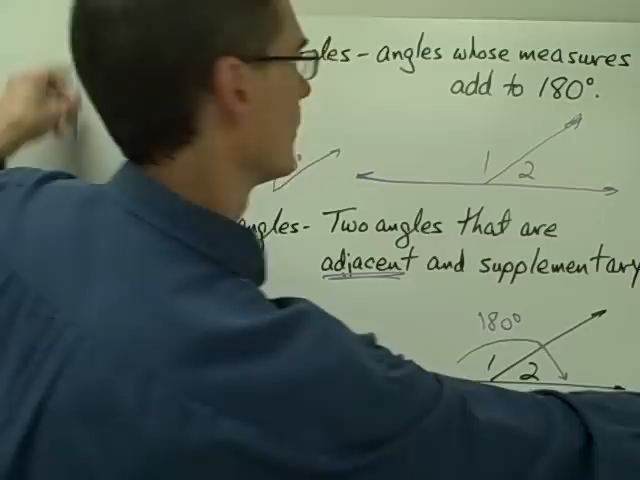 les - angles whose measures
add to 180°.
1 2
ngles- Two angles that are
adjacent and supplementary
180°
1 2